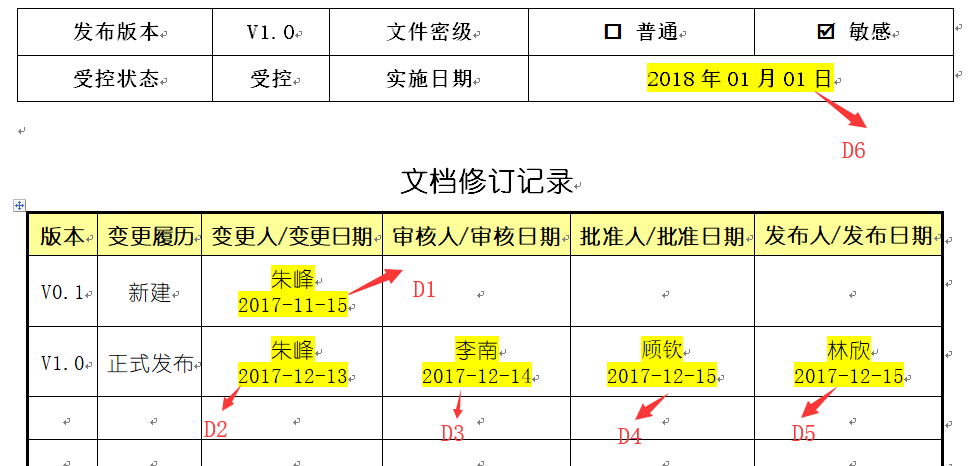 发布版本 V1.0 文件密级 ☐ 普通 ☑ 敏感
受控状态 受控 实施日期 2018 年 01 月 01 日
D6
文档修订记录
版本 变更履历 变更人/变更日期 审核人/审核日期 批准人/批准日期 发布人/发布日期
朱峰
V0.1 新建 2017-11-15 D1
朱峰 李南 顾钦 林欣
V1.0 正式发布 2017-12-13 2017-12-14 2017-12-15 2017-12-15
D2 D3 D4 D5